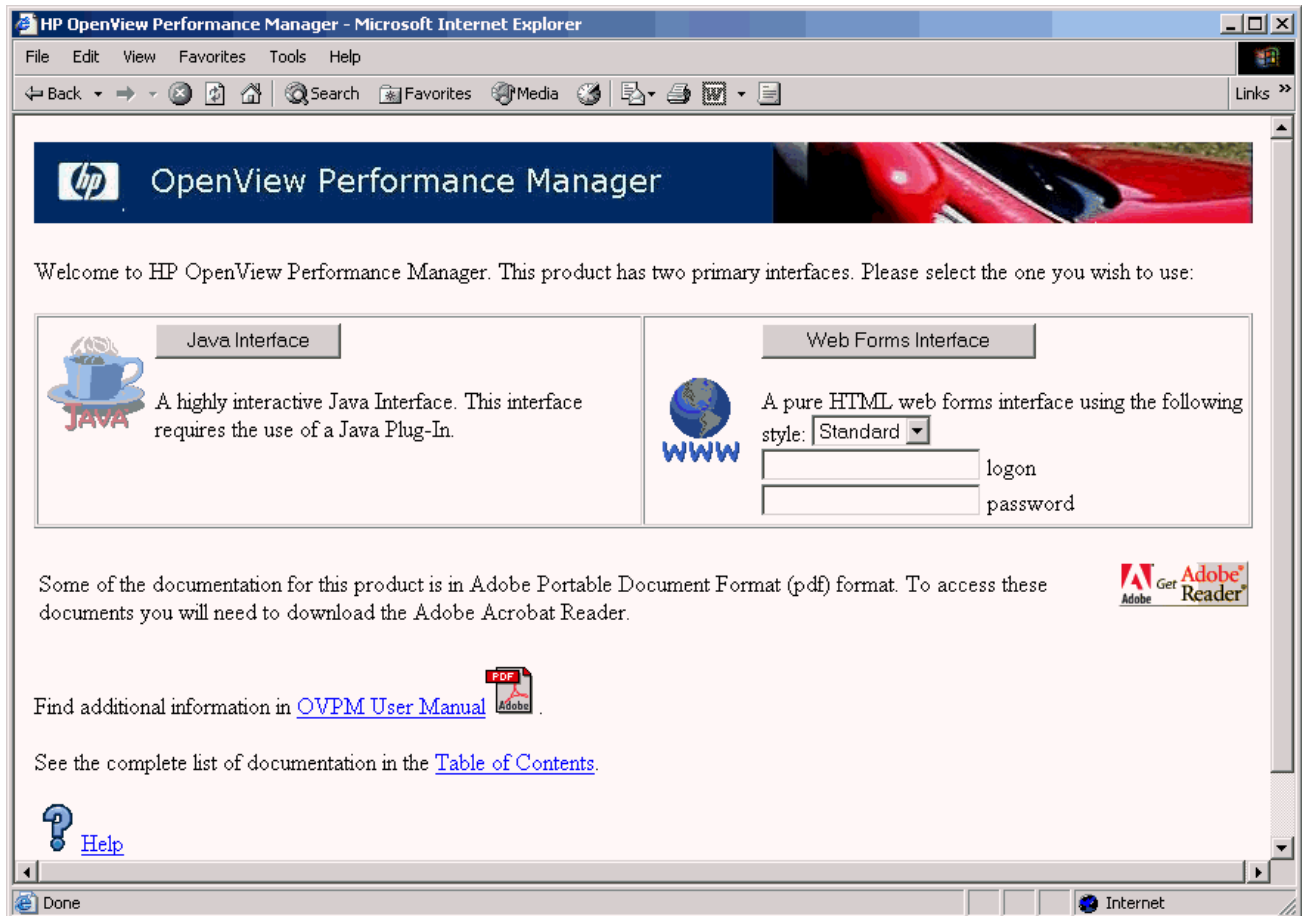 HP OpenView Performance Manager - Microsoft Internet Explorer
File Edit View Favorites Tools Help
Back Search Favorites Media Links »
hp OpenView Performance Manager
Welcome to HP OpenView Performance Manager. This product has two primary interfaces. Please select the one you wish to use:
Java Interface
A highly interactive Java Interface. This interface
requires the use of a Java Plug-In.
JAVA
Web Forms Interface
A pure HTML web forms interface using the following
style: Standard
WWW
logon
password
Some of the documentation for this product is in Adobe Portable Document Format (pdf) format. To access these
documents you will need to download the Adobe Acrobat Reader.
Adobe Get Adobe® Reader®
PDF
Adobe
Find additional information in OVPM User Manual .
See the complete list of documentation in the Table of Contents.
? Help
Done Internet